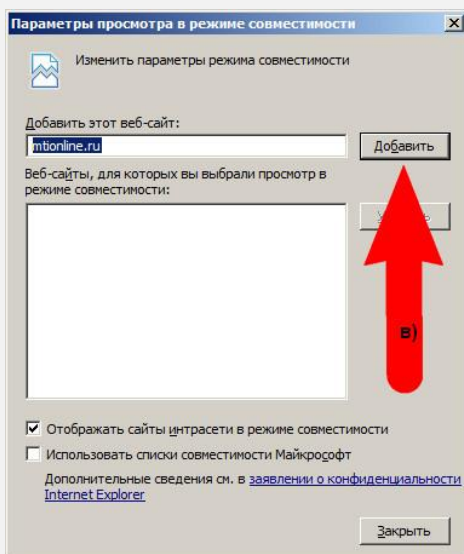 Параметры просмотра в режиме совместимости
Изменить параметры режима совместимости
Добавить этот веб-сайт:
mtionline.ru
Добавить
Веб-сайты, для которых вы выбрали просмотр в
режиме совместимости:
в)
Отображать сайты интрасети в режиме совместимости
Использовать списки совместимости Майкрософт
Дополнительные сведения см. в заявлении о конфиденциальности
Internet Explorer
Закрыть